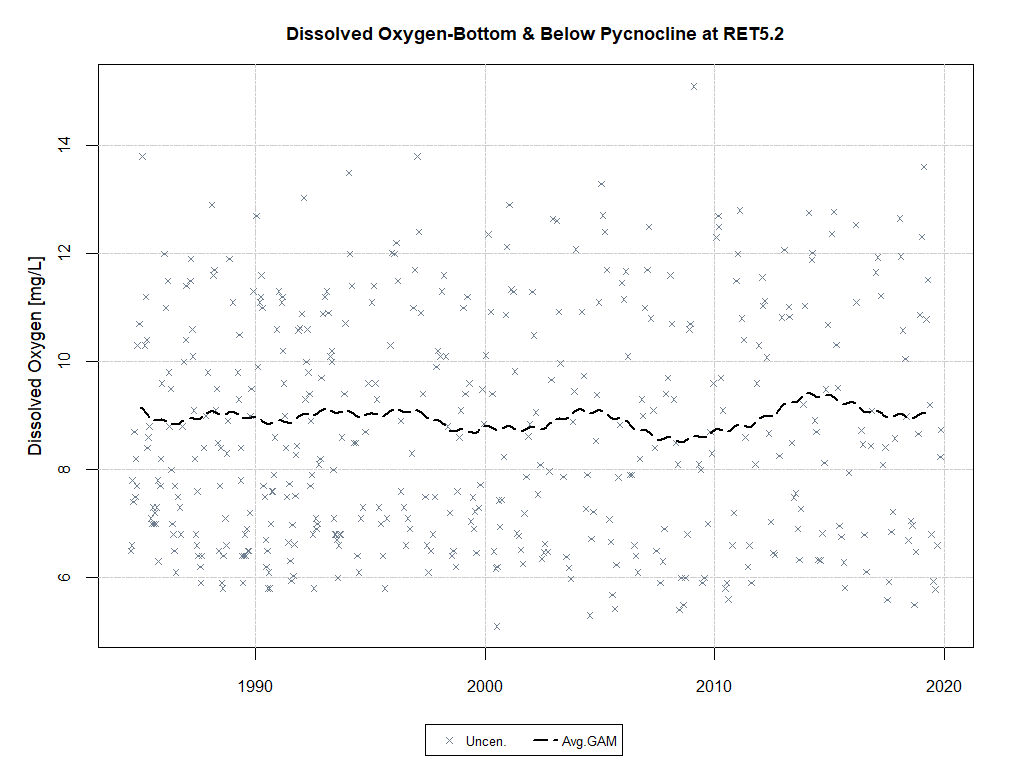 Dissolved Oxygen-Bottom & Below Pycnocline at RET5.2
Dissolved Oxygen [mg/L]
14
12
10
8
6
1990
2000
2010
2020
Uncen.
Avg.GAM